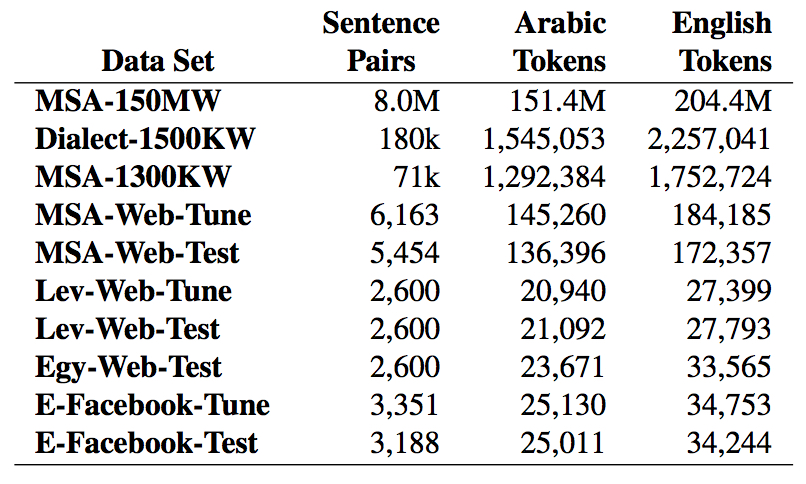 Sentence Arabic English
Data Set Pairs Tokens Tokens
MSA-150MW 8.0M 151.4M 204.4M
Dialect-1500KW 180k 1,545,053 2,257,041
MSA-1300KW 71k 1,292,384 1,752,724
MSA-Web-Tune 6,163 145,260 184,185
MSA-Web-Test 5,454 136,396 172,357
Lev-Web-Tune 2,600 20,940 27,399
Lev-Web-Test 2,600 21,092 27,793
Egy-Web-Test 2,600 23,671 33,565
E-Facebook-Tune 3,351 25,130 34,753
E-Facebook-Test 3,188 25,011 34,244